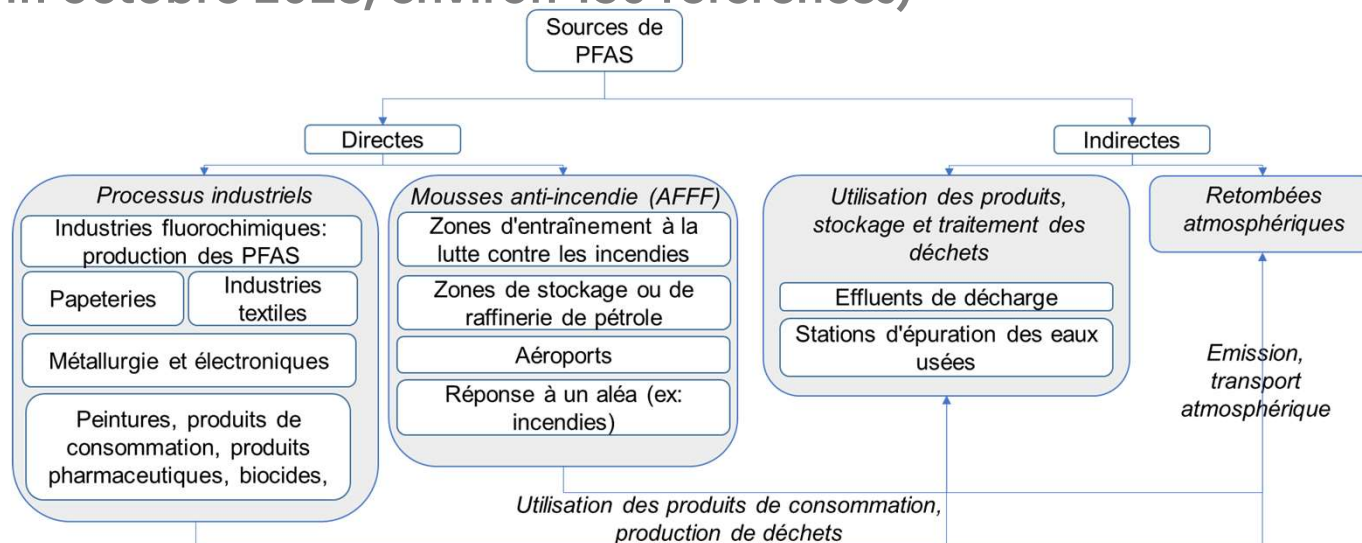 Sources de
PFAS
Directes
Indirectes
Processus industriels
Industries fluorochimiques:
production des PFAS
Papeteries
Industries
textiles
Métallurgie et électroniques
Peintures, produits de
consommation, produits
pharmaceutiques, biocides,
Mousses anti-incendie (AFFF)
Zones d'entraînement à la
lutte contre les incendies
Zones de stockage ou de
raffinerie de pétrole
Aéroports
Réponse à un aléa (ex:
incendies)
Utilisation des produits,
stockage et traitement des
déchets
Effluents de décharge
Stations d'épuration des eaux
usées
Retombées
atmosphériques
Emission,
transport
atmosphérique
Utilisation des produits de consommation,
production de déchets